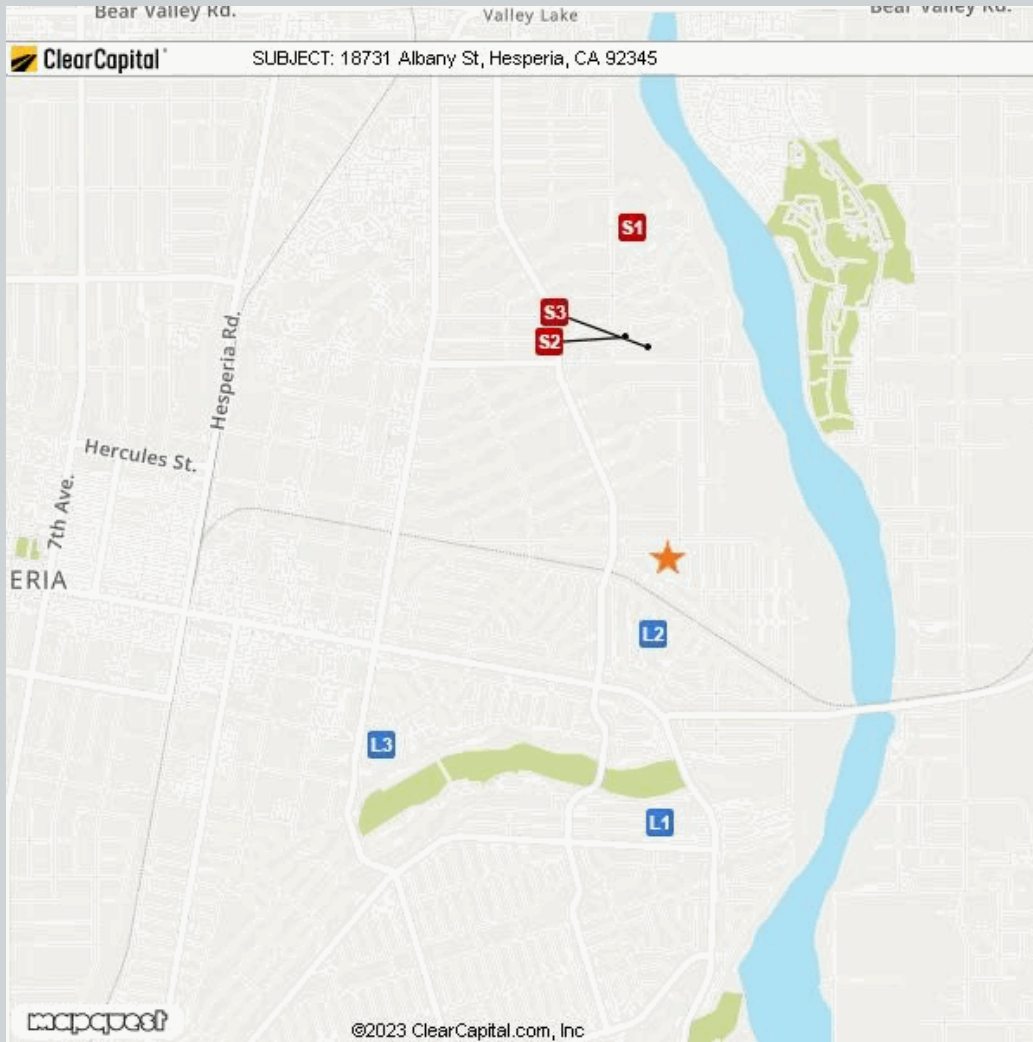 Bear Valley Rd.
Valley Lake
Bear Valley Rd.
ClearCapital
SUBJECT: 18731 Albany St, Hesperia, CA 92345
S1
S3
S2
Hesperia Rd.
Hercules St.
7th Ave.
ERIA
L2
L3
L1
mapquest
©2023 ClearCapital.com, Inc